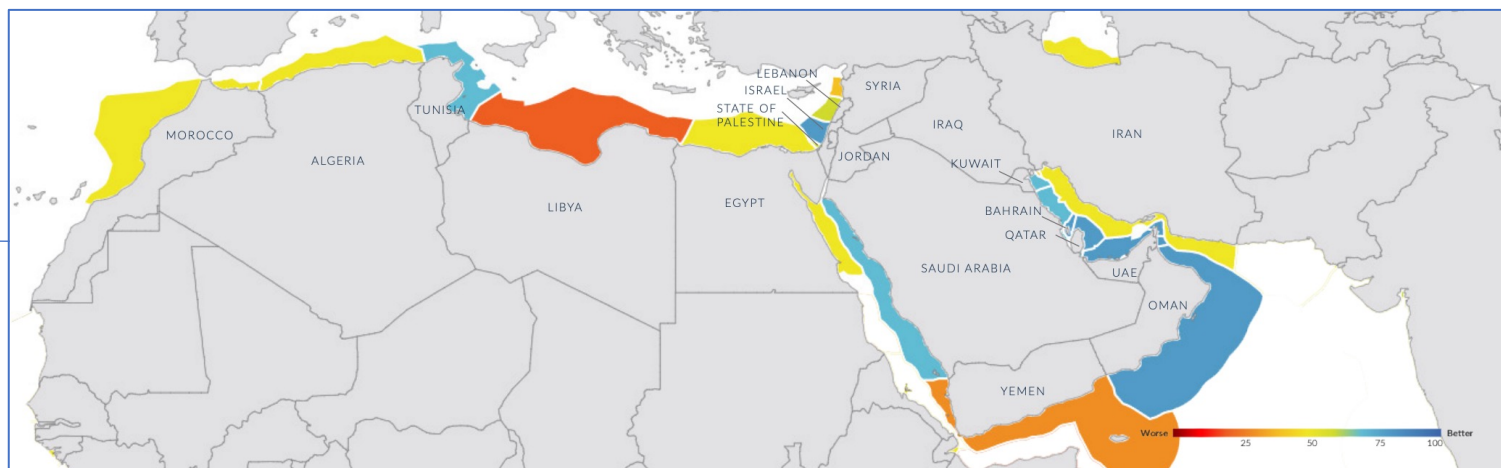 LEBANON
ISRAEL
STATE OF
PALESTINE
SYRIA
TUNISIA
MOROCCO
IRAQ
IRAN
ALGERIA
JORDAN
KUWAIT
LIBYA
EGYPT
BAHRAIN
QATAR
SAUDI ARABIA
UAE
OMAN
YEMEN
Worse 25 50 75 100 Better